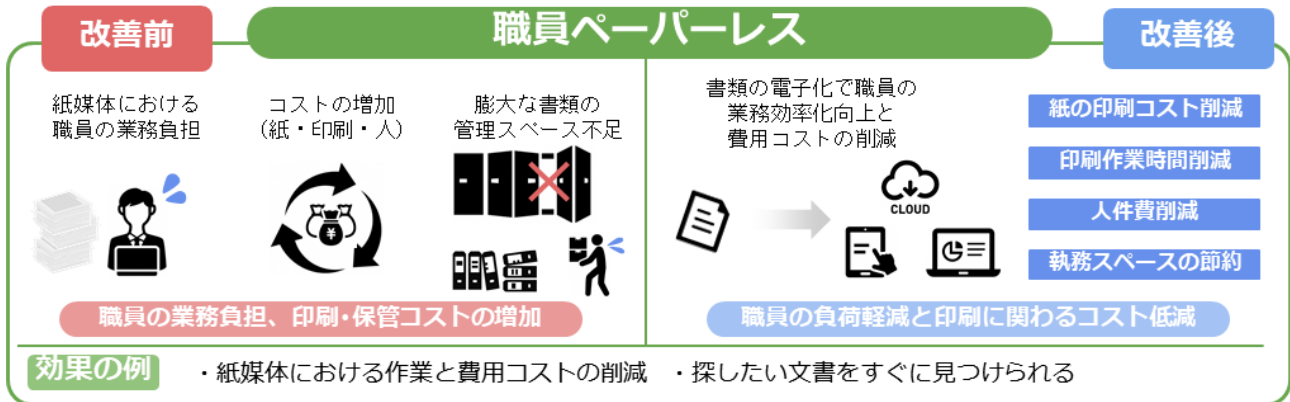 職員ペーパーレス
改善前
紙媒体における
職員の業務負担
コストの増加
(紙・印刷・人)
膨大な書類の
管理スペース不足
¥
職員の業務負担、印刷・保管コストの増加
改善後
書類の電子化で職員の
業務効率化向上と
費用コストの削減
CLOUD
紙の印刷コスト削減
印刷作業時間削減
人件費削減
執務スペースの節約
職員の負荷軽減と印刷に関わるコスト低減
効果の例
・紙媒体における作業と費用コストの削減 ・探したい文書をすぐに見つけられる